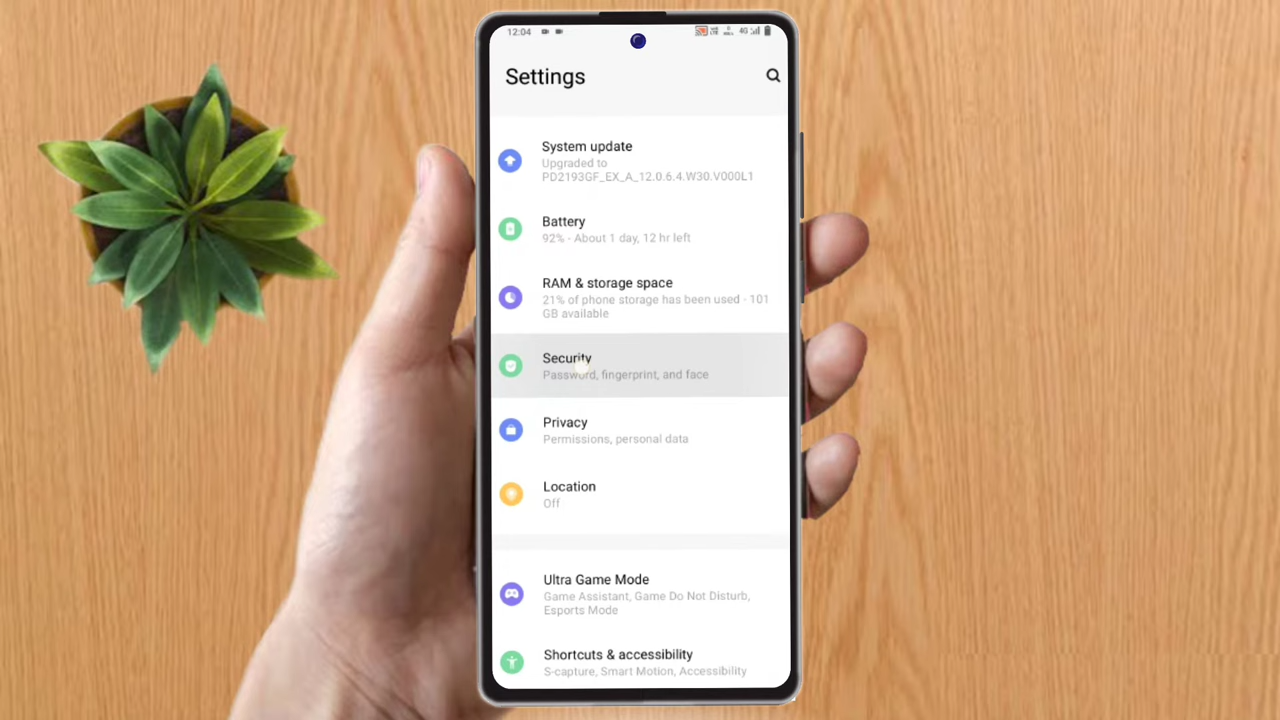 12:04
4G
Settings
System update
Upgraded to
PD2193GF_EX_A_12.0.6.4.W30.V000L1
Battery
92% - About 1 day, 12 hr left
RAM & storage space
21% of phone storage has been used - 101
GB available
Security
Password, fingerprint, and face
Privacy
Permissions, personal data
Location
Off
Ultra Game Mode
Game Assistant, Game Do Not Disturb,
Esports Mode
Shortcuts & accessibility
S-capture, Smart Motion, Accessibility